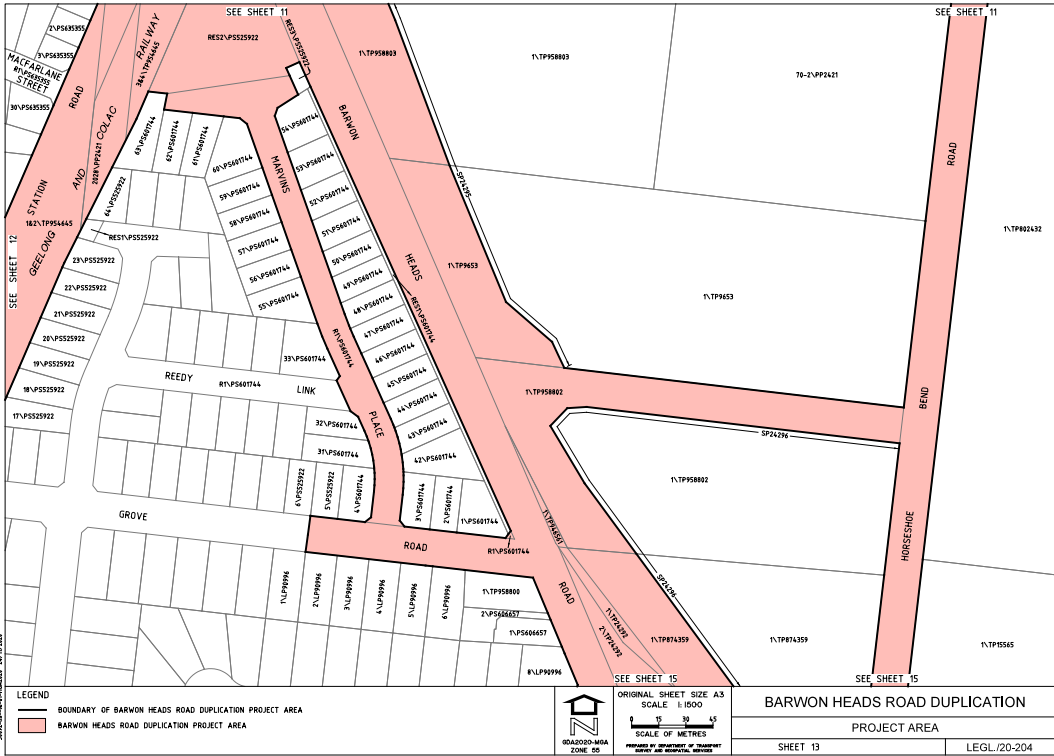 SEE SHEET 11
SEE SHEET 11
2\PS635355
3\PS635355
MACFARLANE
R1\PS635355
STREET
30\PS635355
ROAD
STATION
RAILWAY
3&4\TP954645
AND COLAC
2028\PP2421
GEELONG
1&2\TP954645
SEE SHEET 12
RES2\PS525922
RES3\PS525922
1\TP958803
1\TP958803
70-2\PP2421
ROAD
1\TP802432
BARWON
SP24295
63\PS601744
62\PS601744
61\PS601744
64\PS525922
RES1\PS525922
60\PS601744
59\PS601744
58\PS601744
57\PS601744
56\PS601744
55\PS601744
MARVINS
54\PS601744
53\PS601744
52\PS601744
51\PS601744
50\PS601744
49\PS601744
48\PS601744
47\PS601744
46\PS601744
45\PS601744
44\PS601744
43\PS601744
42\PS601744
HEADS
RES1\PS601744
1\TP9653
1\TP9653
23\PS525922
22\PS525922
21\PS525922
20\PS525922
19\PS525922
18\PS525922
17\PS525922
33\PS601744
R1\PS601744
REEDY
R1\PS601744
LINK
PLACE
32\PS601744
31\PS601744
6\PS525922
5\PS525922
4\PS601744
3\PS601744
2\PS601744
1\PS601744
1\TP958802
SP24296
BEND
1\TP958802
HORSESHOE
GROVE
ROAD
R1\PS601744
1\TP946561
ROAD
SP24296
1\LP90996
2\LP90996
3\LP90996
4\LP90996
5\LP90996
6\LP90996
1\TP958800
2\PS606657
1\PS606657
8\LP90996
1\TP24292
2\TP24292
1\TP874359
1\TP874359
1\TP15565
SEE SHEET 15
SEE SHEET 15
LEGEND
BOUNDARY OF BARWON HEADS ROAD DUPLICATION PROJECT AREA
BARWON HEADS ROAD DUPLICATION PROJECT AREA
N
GDA2020-MGA
ZONE 55
ORIGINAL SHEET SIZE A3
SCALE 1:1500
0 15 30 45
SCALE OF METRES
PREPARED BY DEPARTMENT OF TRANSPORT
SURVEY AND GEOSPATIAL SERVICES
BARWON HEADS ROAD DUPLICATION
PROJECT AREA
SHEET 13
LEGL./20-204